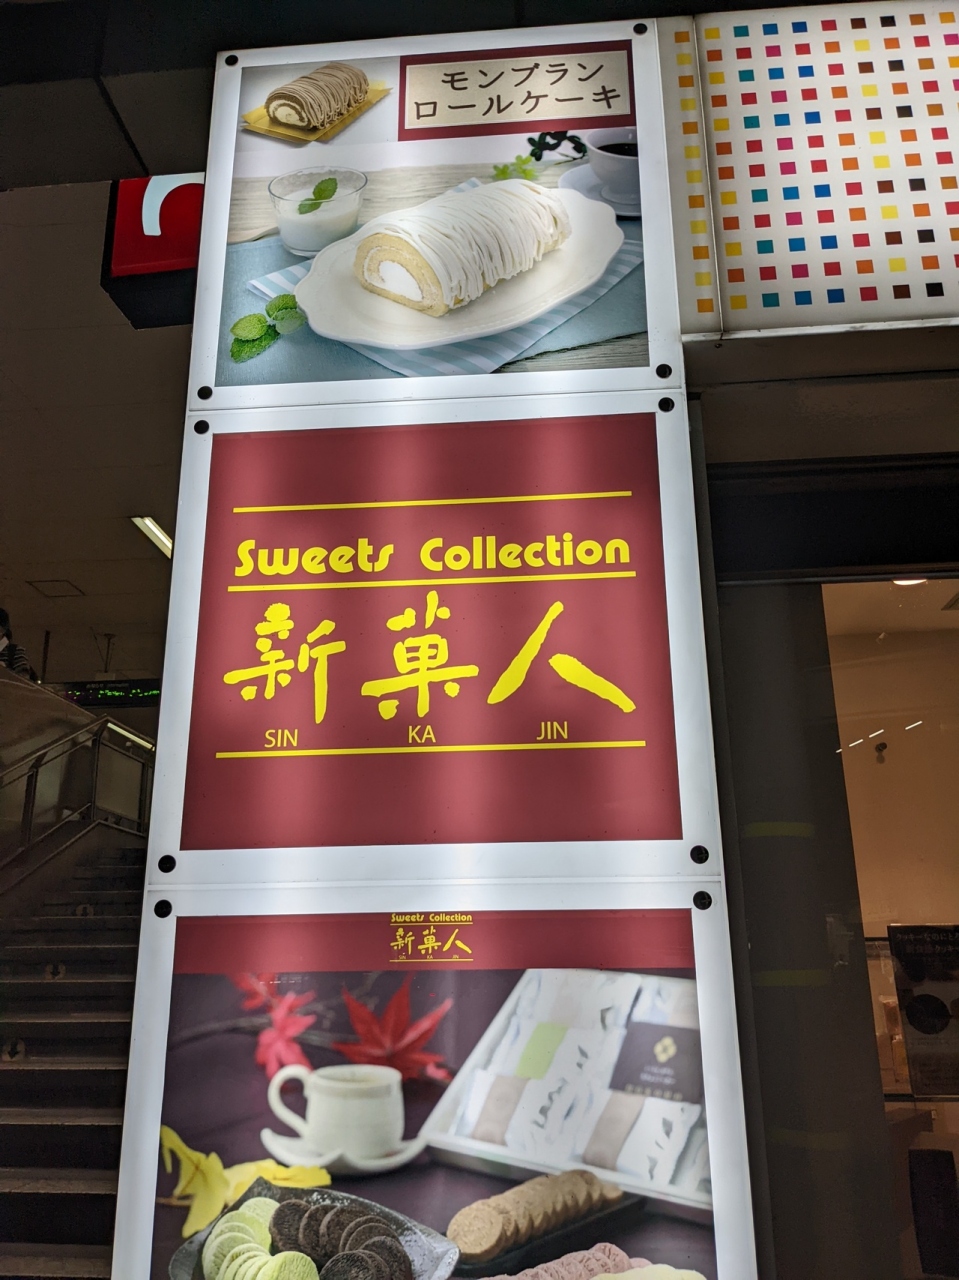 モンブラン
ロールケーキ
Sweets Collection
新菓人
SIN KA JIN
Sweets Collection
新菓人